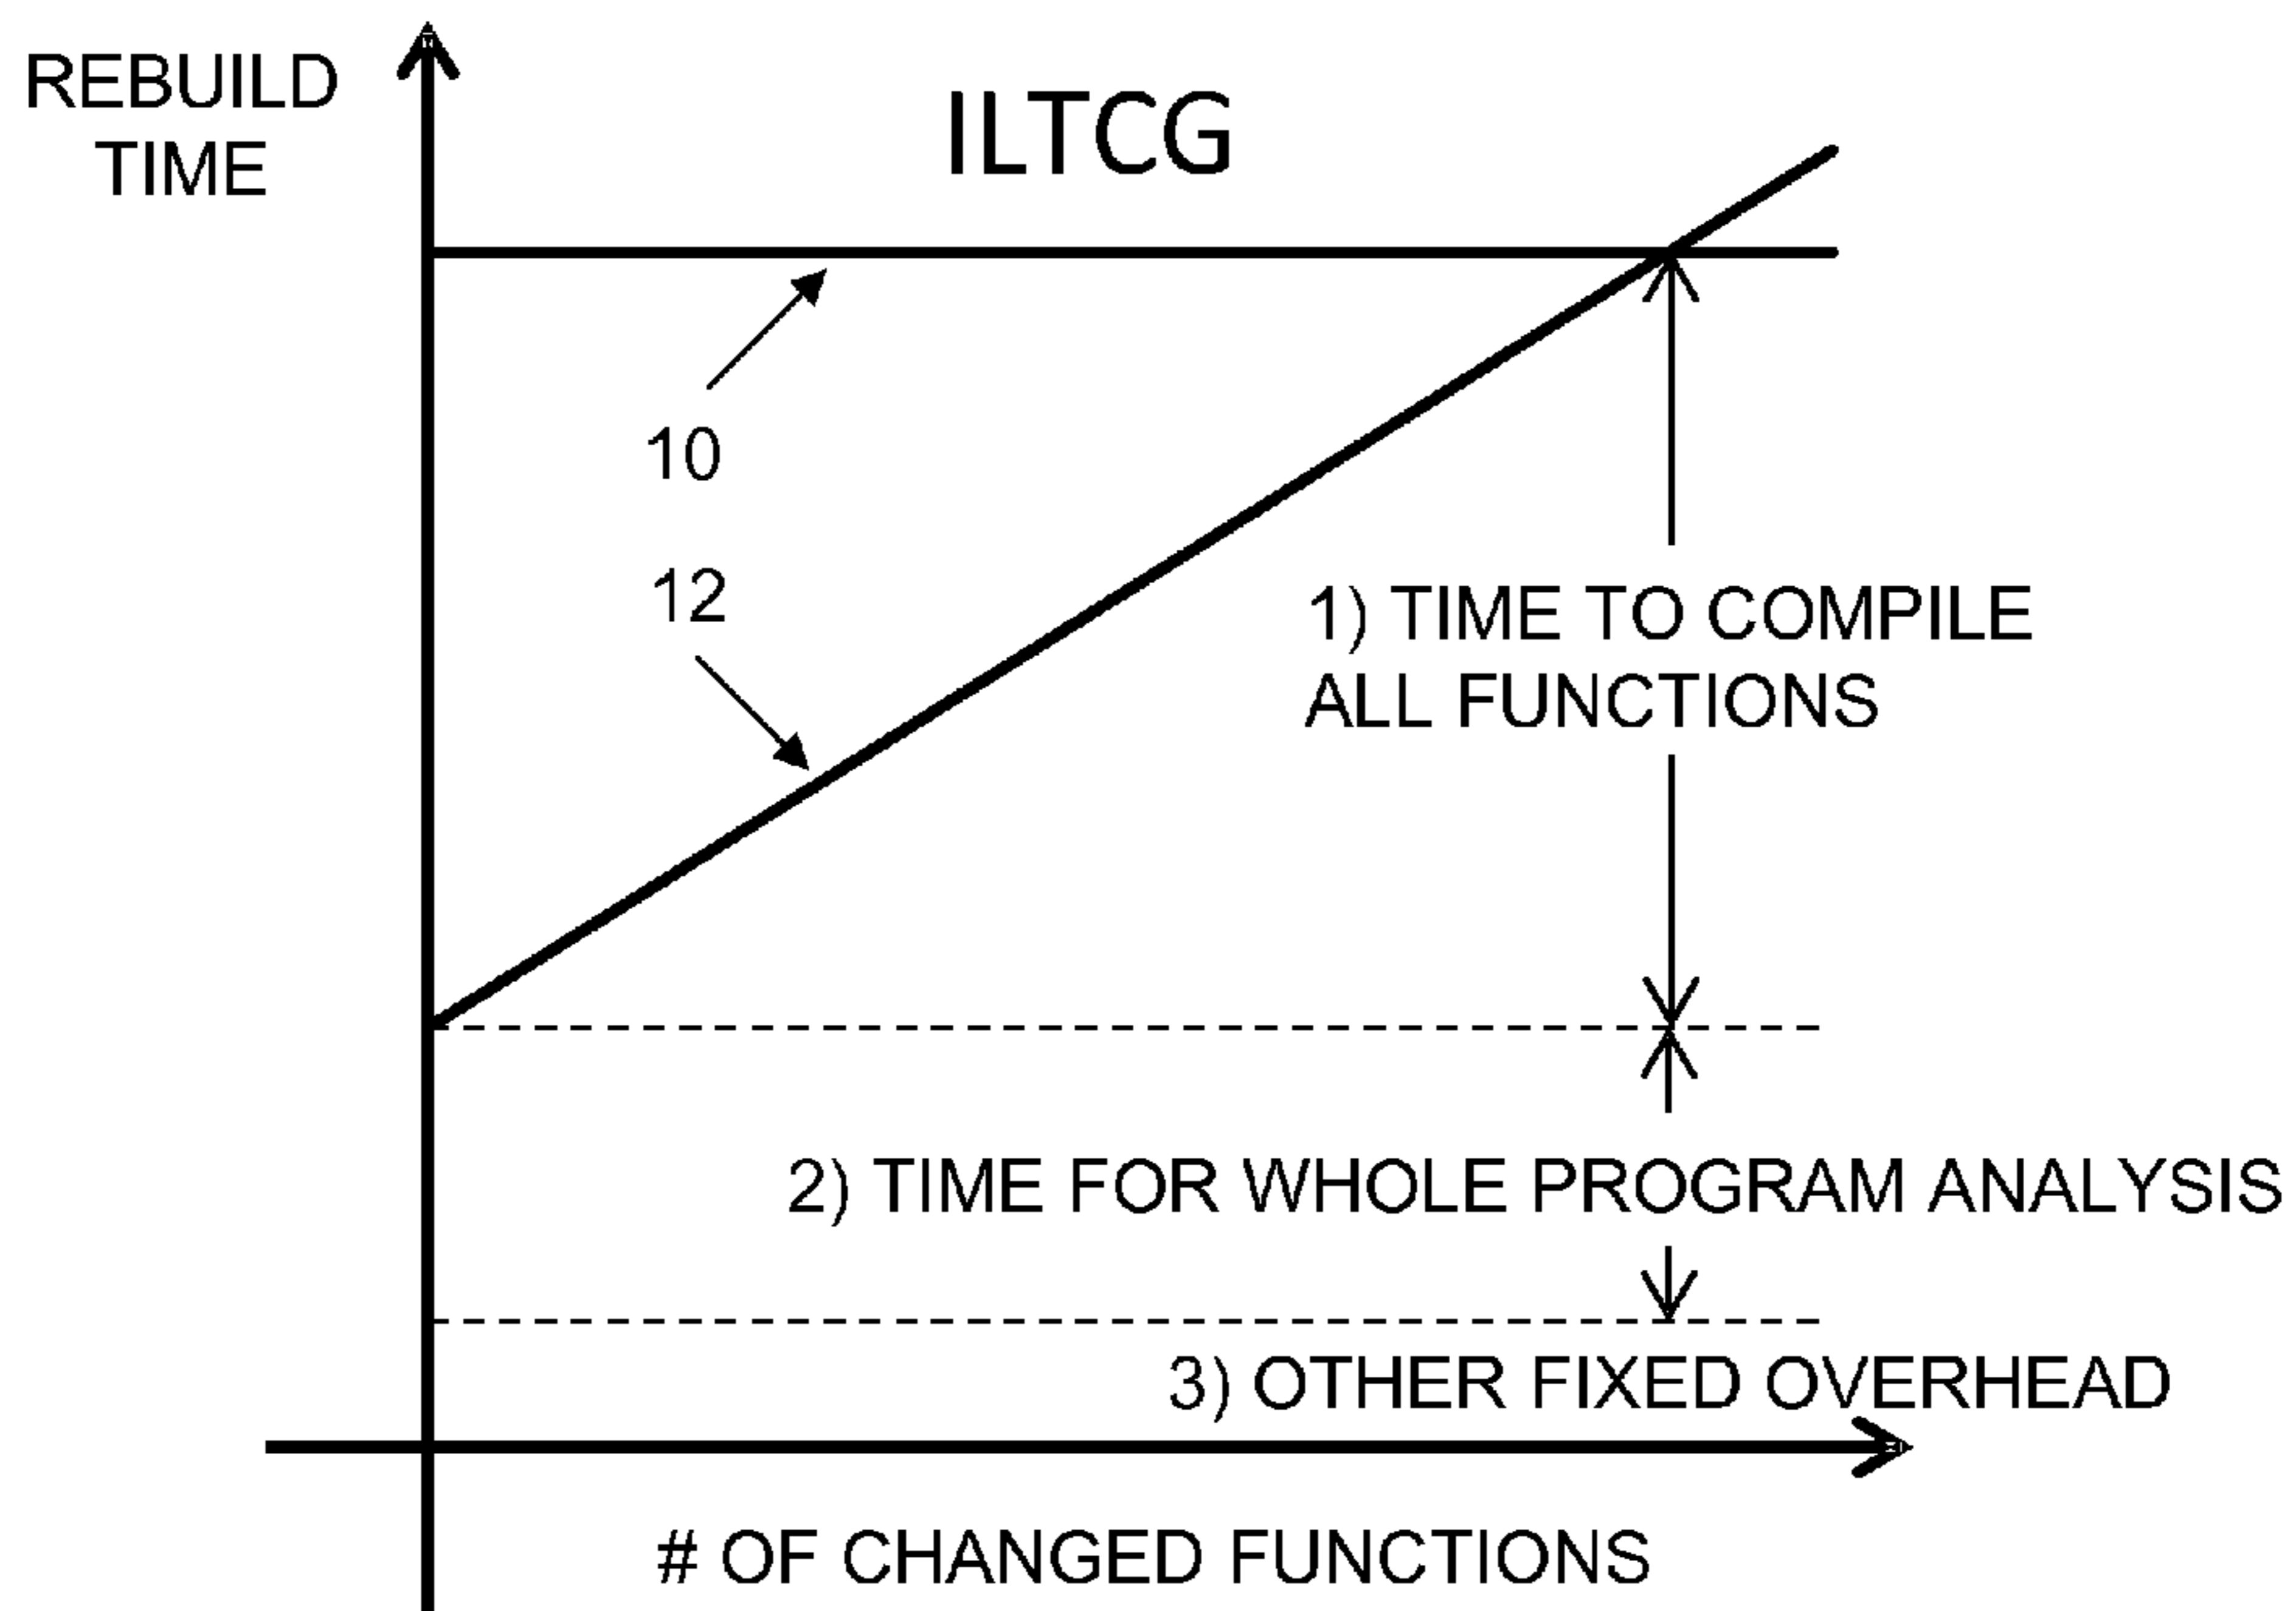 REBUILD
TIME
ILTCG
10
12
1) TIME TO COMPILE
ALL FUNCTIONS
2) TIME FOR WHOLE PROGRAM ANALYSIS
3) OTHER FIXED OVERHEAD
# OF CHANGED FUNCTIONS